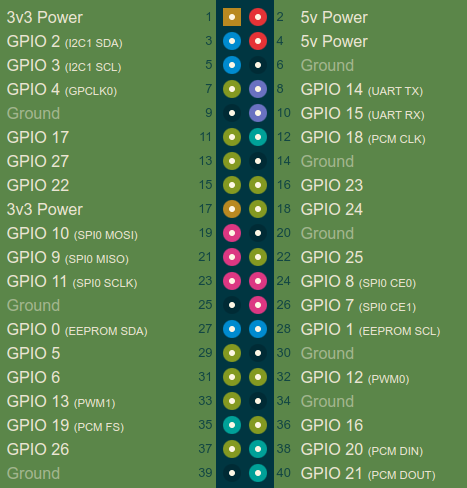 3v3 Power 1 2 5v Power
GPIO 2 (I2C1 SDA) 3 4 5v Power
GPIO 3 (I2C1 SCL) 5 6 Ground
GPIO 4 (GPCLK0) 7 8 GPIO 14 (UART TX)
Ground 9 10 GPIO 15 (UART RX)
GPIO 17 11 12 GPIO 18 (PCM CLK)
GPIO 27 13 14 Ground
GPIO 22 15 16 GPIO 23
3v3 Power 17 18 GPIO 24
GPIO 10 (SPI0 MOSI) 19 20 Ground
GPIO 9 (SPI0 MISO) 21 22 GPIO 25
GPIO 11 (SPI0 SCLK) 23 24 GPIO 8 (SPI0 CE0)
Ground 25 26 GPIO 7 (SPI0 CE1)
GPIO 0 (EEPROM SDA) 27 28 GPIO 1 (EEPROM SCL)
GPIO 5 29 30 Ground
GPIO 6 31 32 GPIO 12 (PWM0)
GPIO 13 (PWM1) 33 34 Ground
GPIO 19 (PCM FS) 35 36 GPIO 16
GPIO 26 37 38 GPIO 20 (PCM DIN)
Ground 39 40 GPIO 21 (PCM DOUT)